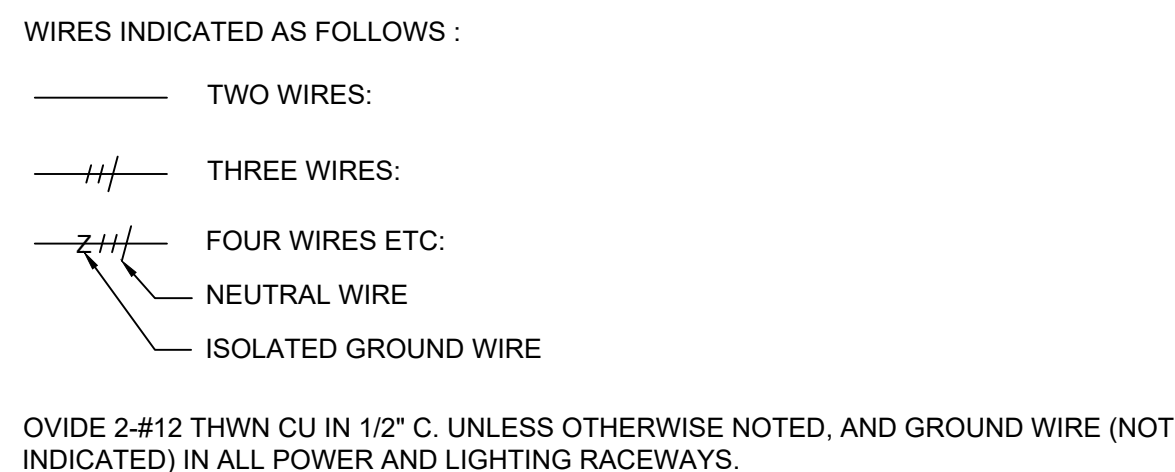 WIRES INDICATED AS FOLLOWS :
TWO WIRES:
THREE WIRES:
Z
FOUR WIRES ETC:
NEUTRAL WIRE
ISOLATED GROUND WIRE
OVIDE 2-#12 THWN CU IN 1/2" C. UNLESS OTHERWISE NOTED, AND GROUND WIRE (NOT
INDICATED) IN ALL POWER AND LIGHTING RACEWAYS.